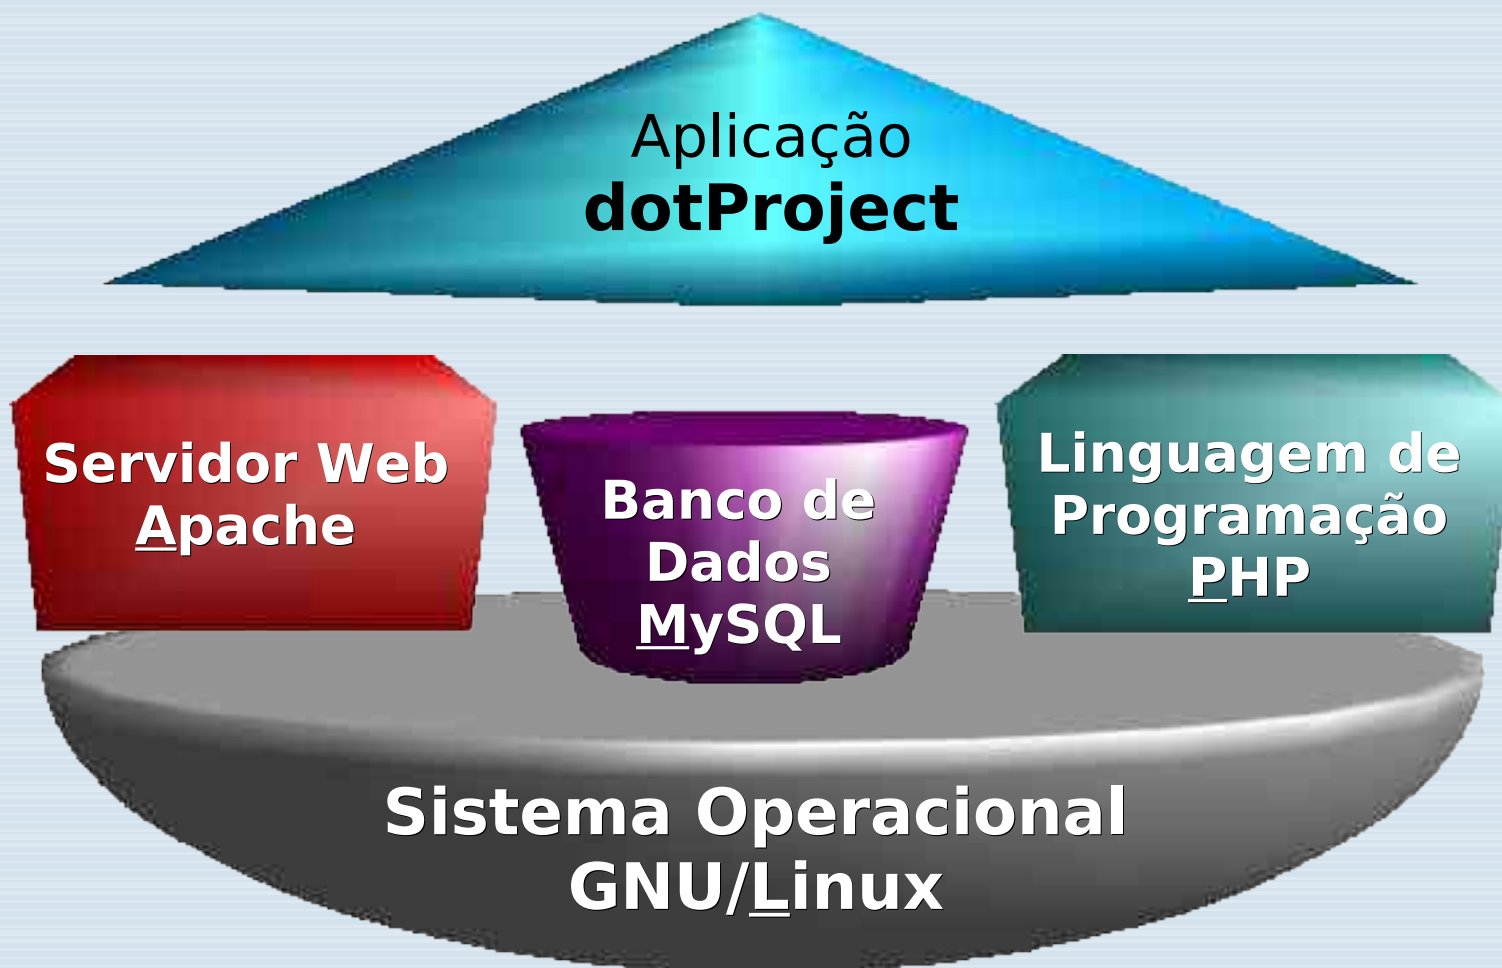 Aplicação
dotProject
Servidor Web
Apache
Banco de
Dados
MySQL
Linguagem de
Programação
PHP
Sistema Operacional
GNU/Linux